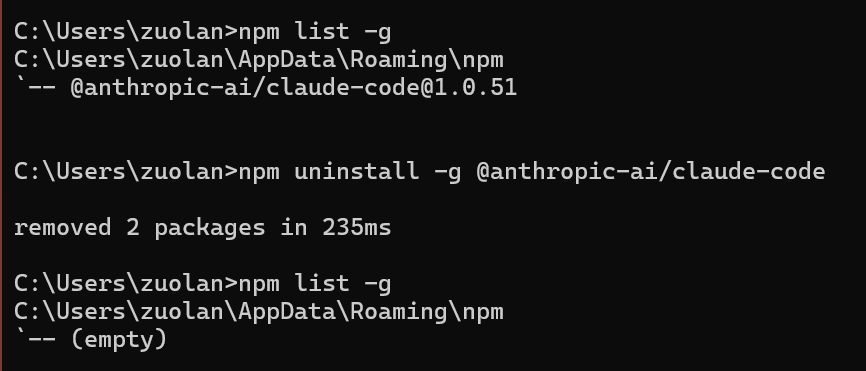 C:\Users\zuolan>npm list -g
C:\Users\zuolan\AppData\Roaming\npm
`-- @anthropic-ai/claude-code@1.0.51
C:\Users\zuolan>npm uninstall -g @anthropic-ai/claude-code
removed 2 packages in 235ms
C:\Users\zuolan>npm list -g
C:\Users\zuolan\AppData\Roaming\npm
`-- (empty)